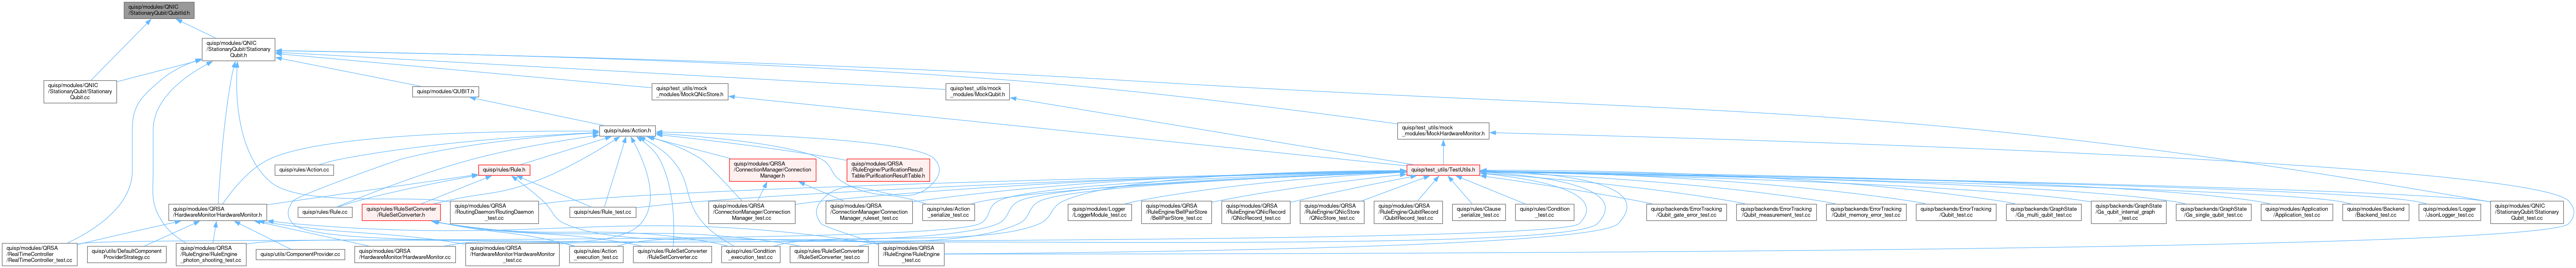 quisp/modules/QNIC
/StationaryQubit/QubitId.h
quisp/modules/QNIC
/StationaryQubit/Stationary
Qubit.h
quisp/modules/QNIC
/StationaryQubit/Stationary
Qubit.cc
quisp/modules/QUBIT.h
quisp/test_utils/mock
_modules/MockQNicStore.h
quisp/test_utils/mock
_modules/MockQubit.h
quisp/rules/Action.h
quisp/test_utils/mock
_modules/MockHardwareMonitor.h
quisp/rules/Action.cc
quisp/rules/Rule.h
quisp/modules/QRSA
/ConnectionManager/Connection
Manager.h
quisp/modules/QRSA
/RuleEngine/PurificationResult
Table/PurificationResultTable.h
quisp/test_utils/TestUtils.h
quisp/modules/QRSA
/HardwareMonitor/HardwareMonitor.h
quisp/rules/Rule.cc
quisp/rules/RuleSetConverter
/RuleSetConverter.h
quisp/modules/QRSA
/RoutingDaemon/RoutingDaemon
_test.cc
quisp/rules/Rule_test.cc
quisp/modules/QRSA
/ConnectionManager/Connection
Manager_test.cc
quisp/modules/QRSA
/ConnectionManager/Connection
Manager_ruleset_test.cc
quisp/rules/Action
_serialize_test.cc
quisp/modules/Logger
/LoggerModule_test.cc
quisp/modules/QRSA
/RuleEngine/BellPairStore
/BellPairStore_test.cc
quisp/modules/QRSA
/RuleEngine/QNicRecord
/QNicRecord_test.cc
quisp/modules/QRSA
/RuleEngine/QNicStore
/QNicStore_test.cc
quisp/modules/QRSA
/RuleEngine/QubitRecord
/QubitRecord_test.cc
quisp/rules/Clause
_serialize_test.cc
quisp/rules/Condition
_test.cc
quisp/backends/ErrorTracking
/Qubit_gate_error_test.cc
quisp/backends/ErrorTracking
/Qubit_measurement_test.cc
quisp/backends/ErrorTracking
/Qubit_memory_error_test.cc
quisp/backends/ErrorTracking
/Qubit_test.cc
quisp/backends/GraphState
/Gs_multi_qubit_test.cc
quisp/backends/GraphState
/Gs_qubit_internal_graph
_test.cc
quisp/backends/GraphState
/Gs_single_qubit_test.cc
quisp/modules/Application
/Application_test.cc
quisp/modules/Backend
/Backend_test.cc
quisp/modules/Logger
/JsonLogger_test.cc
quisp/modules/QNIC
/StationaryQubit/Stationary
Qubit_test.cc
quisp/modules/QRSA
/RealTimeController
/RealTimeController_test.cc
quisp/utils/DefaultComponent
ProviderStrategy.cc
quisp/modules/QRSA
/RuleEngine/RuleEngine
_photon_shooting_test.cc
quisp/utils/ComponentProvider.cc
quisp/modules/QRSA
/HardwareMonitor/HardwareMonitor.cc
quisp/modules/QRSA
/HardwareMonitor/HardwareMonitor
_test.cc
quisp/rules/Action
_execution_test.cc
quisp/rules/RuleSetConverter
/RuleSetConverter.cc
quisp/rules/Condition
_execution_test.cc
quisp/rules/RuleSetConverter
/RuleSetConverter_test.cc
quisp/modules/QRSA
/RuleEngine/RuleEngine
_test.cc